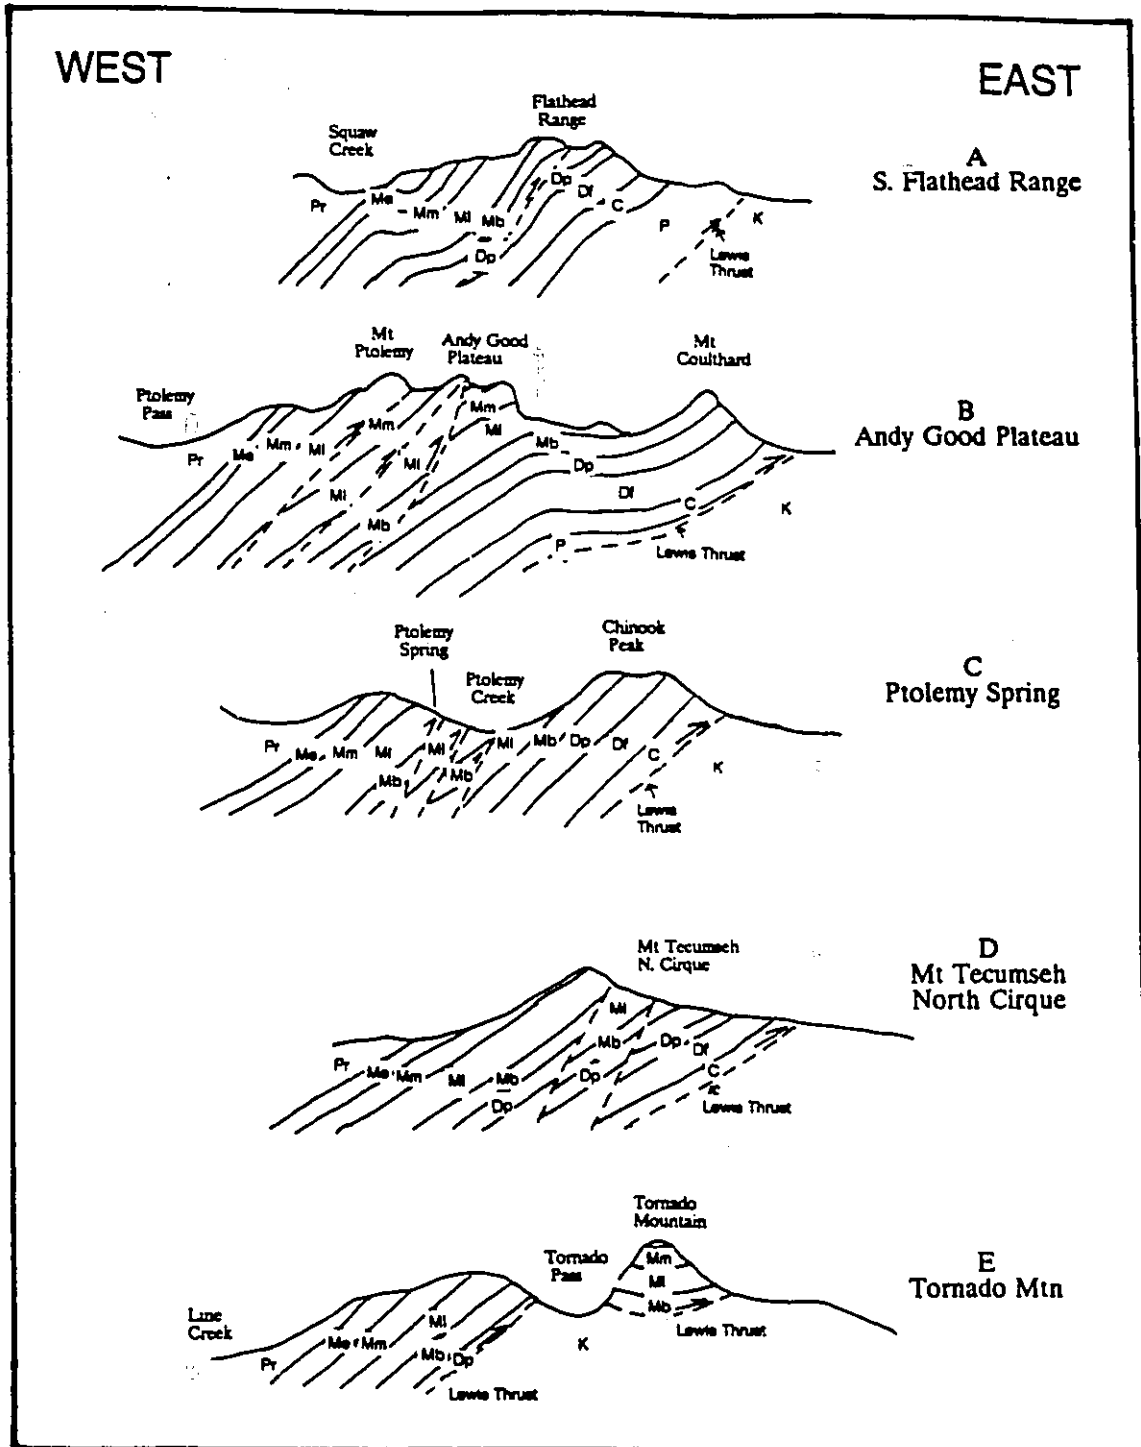 WEST
EAST
Flathead
Range
Squaw
Creek
A
S. Flathead Range
Pr
Me
Mm
Ml
Mb
Dp
Dp
Df
C
P
K
Lewis
Thrust
Mt
Ptolemy
Andy Good
Plateau
Mt
Coulthard
Ptolemy
Pass
B
Andy Good Plateau
Pr
Me
Mm
Ml
Mm
Mm
Ml
Ml
Ml
Mb
Mb
Dp
Df
C
K
P
Lewis Thrust
Ptolemy
Spring
Ptolemy
Creek
Chinook
Peak
C
Ptolemy Spring
Pr
Me
Mm
Ml
Mb
Ml
Mb
Ml
Mb
Dp
Df
C
K
Lewis
Thrust
Mt Tecumseh
N. Cirque
D
Mt Tecumseh
North Cirque
Pr
Me
Mm
Ml
Mb
Dp
Ml
Mb
Dp
Dp
Df
C
Lewis Thrust
Tornado
Mountain
Tornado
Pass
E
Tornado Mtn
Line
Creek
Pr
Me
Mm
Ml
Mb
Dp
K
Mm
Ml
Mb
Lewis Thrust
Lewis Thrust